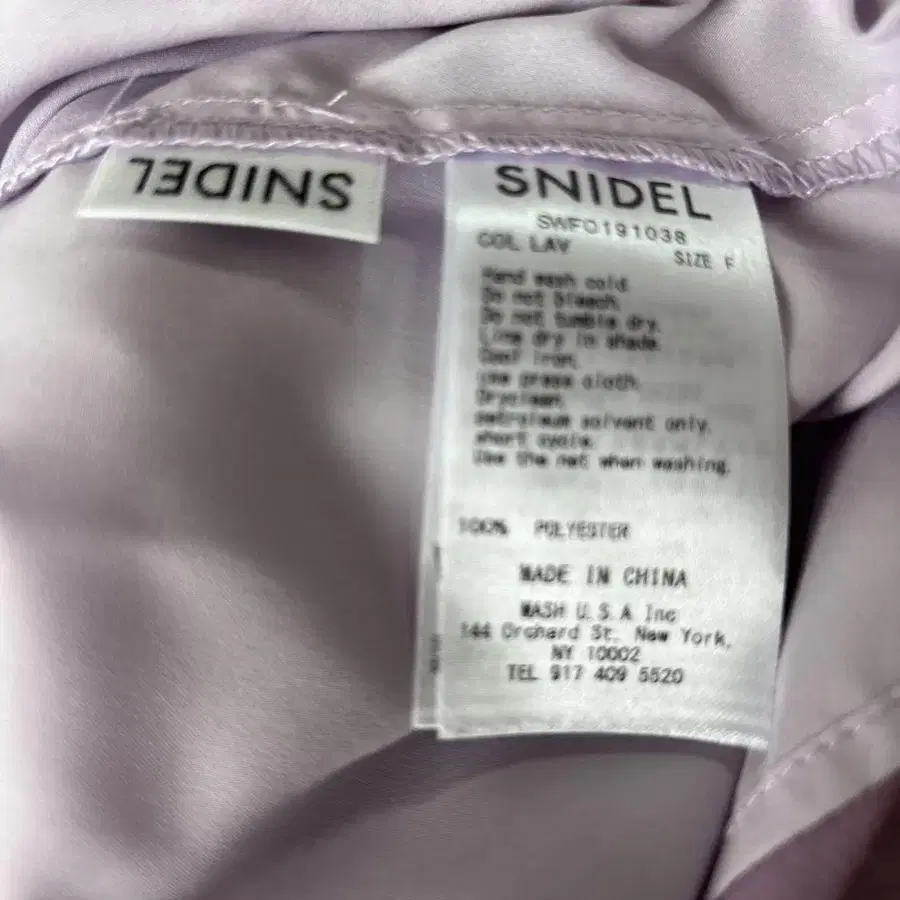 SNIDEL
SNIDEL
SWFO191038
COL LAV
SIZE F
Hand wash cold
Do not bleach.
Do not tumble dry.
Line dry in shade.
Cool iron.
use press cloth.
Dryclean.
petroleum solvent only.
short cycle.
Use the net when washing.
100% POLYESTER
MADE IN CHINA
MASH U.S.A Inc
144 Orchard St. New York,
NY 10002
TEL 917 409 5520